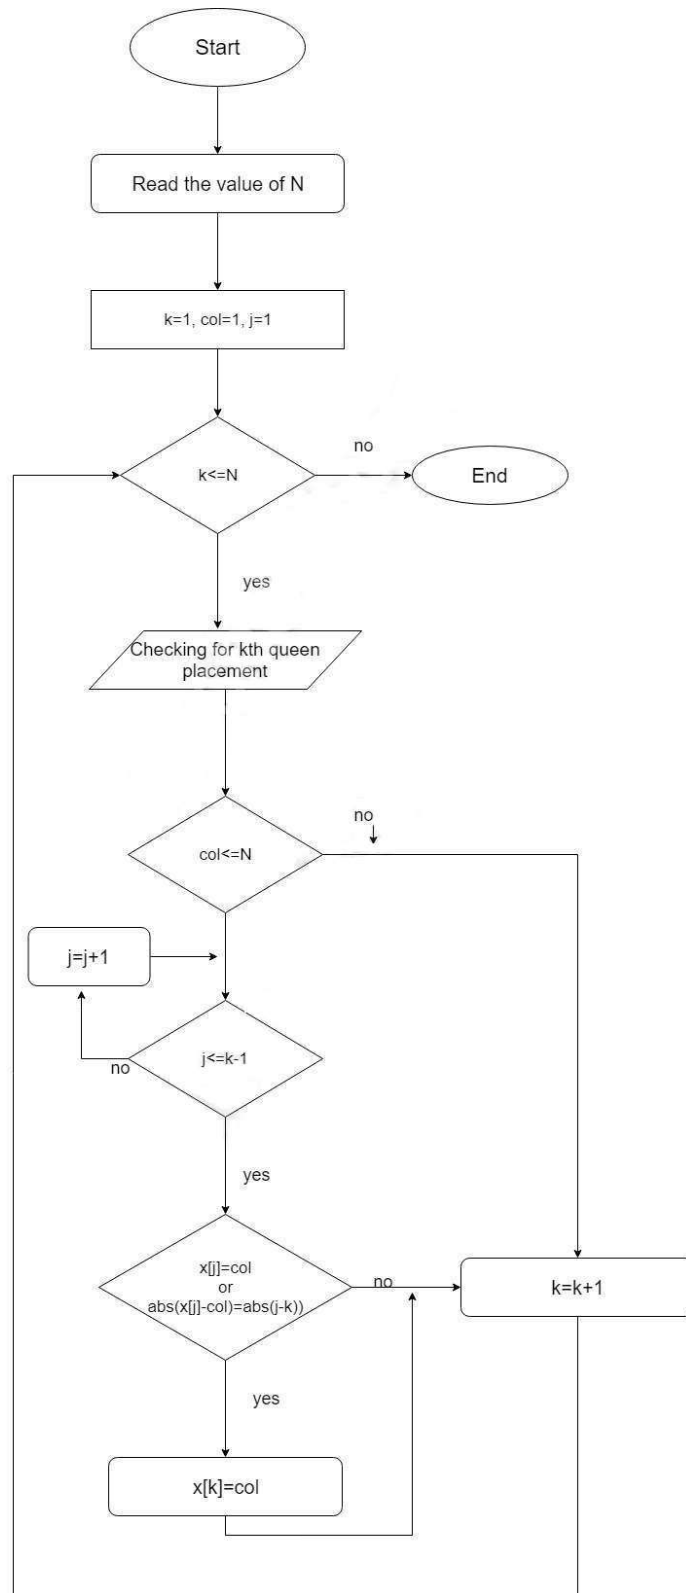 Start
Read the value of N
k=1, col=1, j=1
k<=N
no
End
yes
Checking for kth queen
placement
col<=N
no
j=j+1
j<=k-1
no
yes
x[j]=col
or
abs(x[j]-col)=abs(j-k))
no
k=k+1
yes
x[k]=col